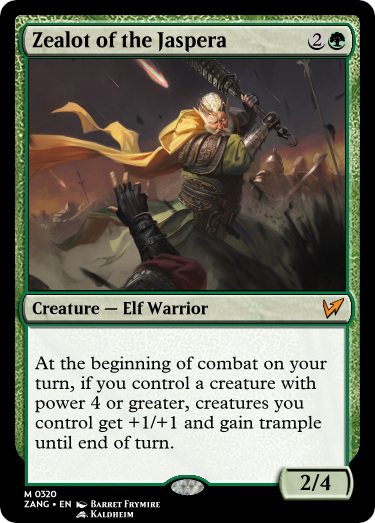 Zealot of the Jaspera 2
Creature — Elf Warrior
At the beginning of combat on your
turn, if you control a creature with
power 4 or greater, creatures you
control get +1/+1 and gain trample
until end of turn.
2/4
M 0320
ZANG • EN Barret Frymire
Kaldheim